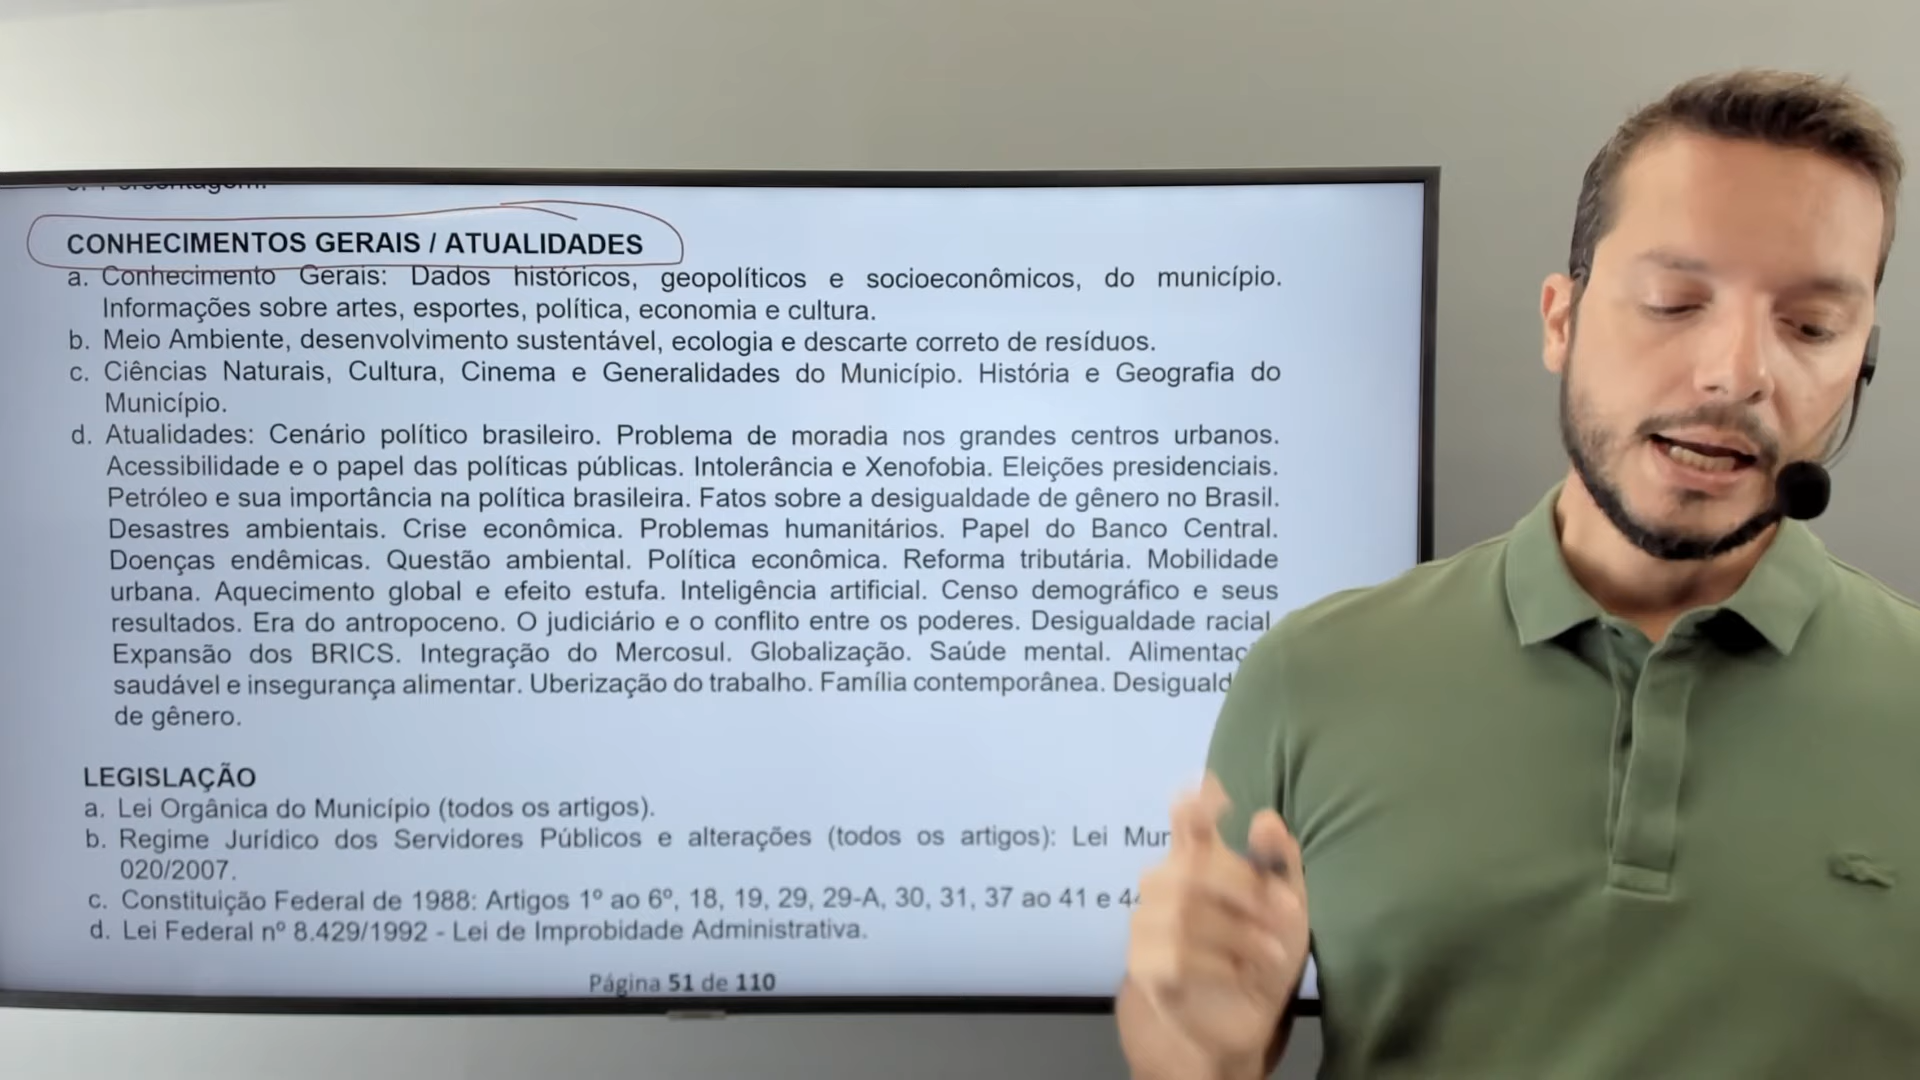 CONHECIMENTOS GERAIS / ATUALIDADES
a. Conhecimento Gerais: Dados históricos, geopolíticos e socioeconômicos, do município.
Informações sobre artes, esportes, política, economia e cultura.
b. Meio Ambiente, desenvolvimento sustentável, ecologia e descarte correto de resíduos.
c. Ciências Naturais, Cultura, Cinema e Generalidades do Município. História e Geografia do
Município.
d. Atualidades: Cenário político brasileiro. Problema de moradia nos grandes centros urbanos.
Acessibilidade e o papel das políticas públicas. Intolerância e Xenofobia. Eleições presidenciais.
Petróleo e sua importância na política brasileira. Fatos sobre a desigualdade de gênero no Brasil.
Desastres ambientais. Crise econômica. Problemas humanitários. Papel do Banco Central.
Doenças endêmicas. Questão ambiental. Política econômica. Reforma tributária. Mobilidade
urbana. Aquecimento global e efeito estufa. Inteligência artificial. Censo demográfico e seus
resultados. Era do antropoceno. O judiciário e o conflito entre os poderes. Desigualdade racial
Expansão dos BRICS. Integração do Mercosul. Globalização. Saúde mental.
saudável e insegurança alimentar. Uberização do trabalho. Família contemporânea.
de gênero.
LEGISLAÇÃO
a. Lei Orgânica do Município (todos os artigos).
b. Regime Jurídico dos Servidores Públicos e alterações (todos os artigos): Lei
020/2007.
c. Constituição Federal de 1988: Artigos 1º ao 6º, 18, 19, 29, 29-A, 30, 31, 37 ao 41 e
d. Lei Federal nº 8.429/1992 - Lei de Improbidade Administrativa.
Página 51 de 110